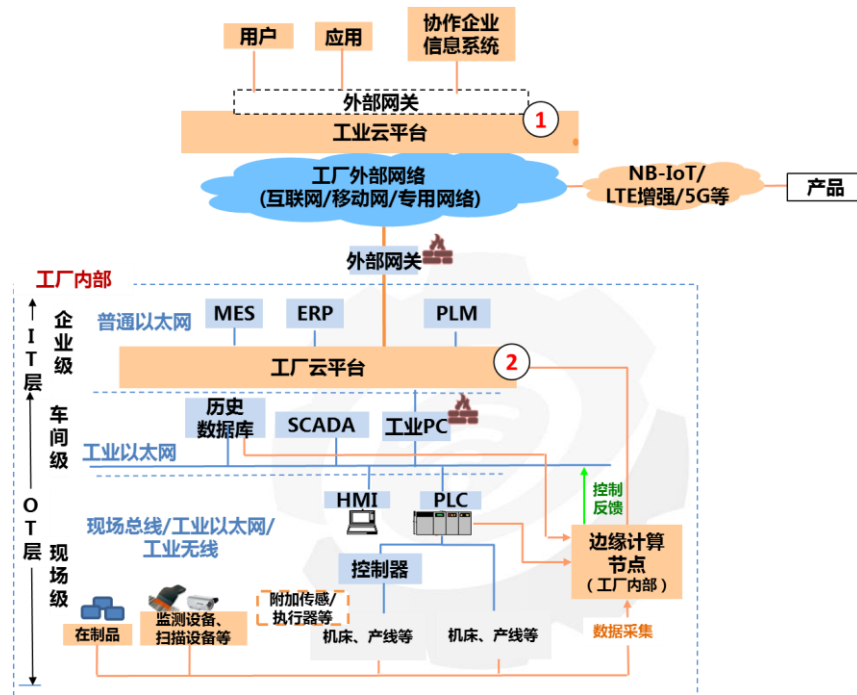 用户
应用
协作企业
信息系统
外部网关
工业云平台
1
工厂外部网络
(互联网/移动网/专用网络)
NB-IoT/
LTE增强/5G等
产品
外部网关
工厂内部
IT层
企业级
普通以太网
MES
ERP
PLM
工厂云平台
2
车间级
历史
数据库
SCADA
工业PC
工业以太网
OT层
HMI
PLC
控制
反馈
现场总线/工业以太网/
工业无线
现场级
控制器
边缘计算
节点
(工厂内部)
附加传感/
执行器等
在制品
监测设备、
扫描设备等
机床、产线等
机床、产线等
数据采集